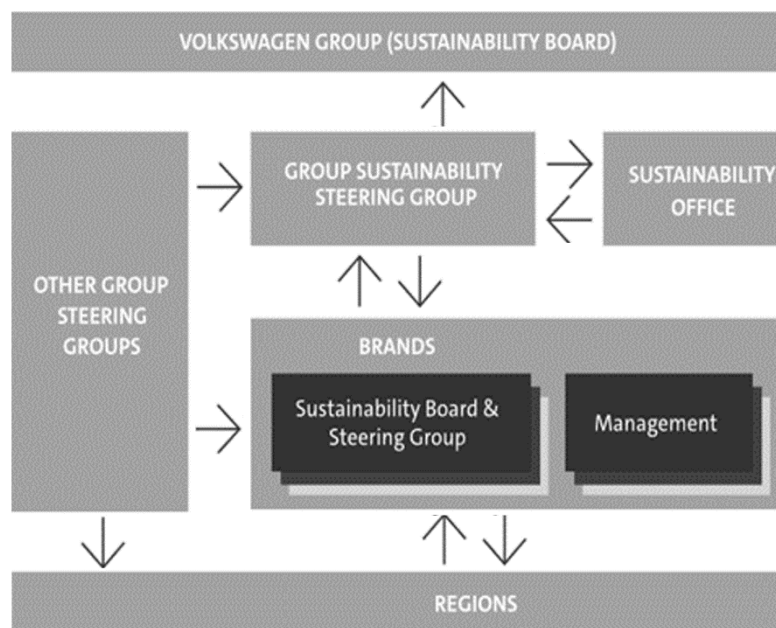 VOLKSWAGEN GROUP (SUSTAINABILITY BOARD)
GROUP SUSTAINABILITY
STEERING GROUP
SUSTAINABILITY
OFFICE
OTHER GROUP
STEERING
GROUPS
BRANDS
Sustainability Board &
Steering Group
Management
REGIONS